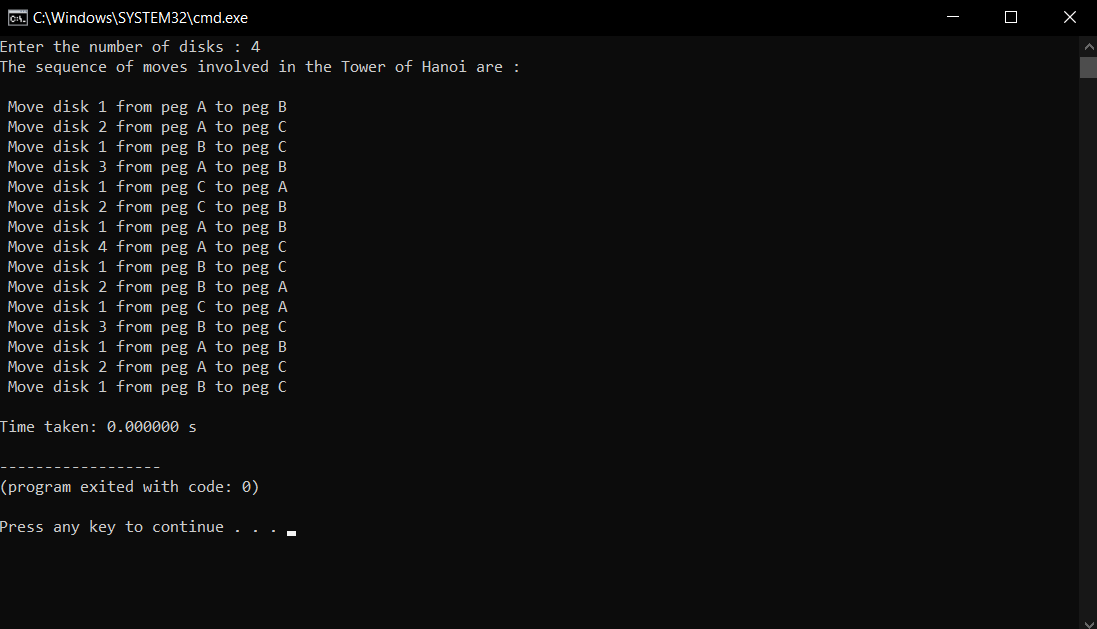 C:\Windows\SYSTEM32\cmd.exe
Enter the number of disks : 4
The sequence of moves involved in the Tower of Hanoi are :
Move disk 1 from peg A to peg B
Move disk 2 from peg A to peg C
Move disk 1 from peg B to peg C
Move disk 3 from peg A to peg B
Move disk 1 from peg C to peg A
Move disk 2 from peg C to peg B
Move disk 1 from peg A to peg B
Move disk 4 from peg A to peg C
Move disk 1 from peg B to peg C
Move disk 2 from peg B to peg A
Move disk 1 from peg C to peg A
Move disk 3 from peg B to peg C
Move disk 1 from peg A to peg B
Move disk 2 from peg A to peg C
Move disk 1 from peg B to peg C
Time taken: 0.000000 s
------------------
(program exited with code: 0)
Press any key to continue . . .